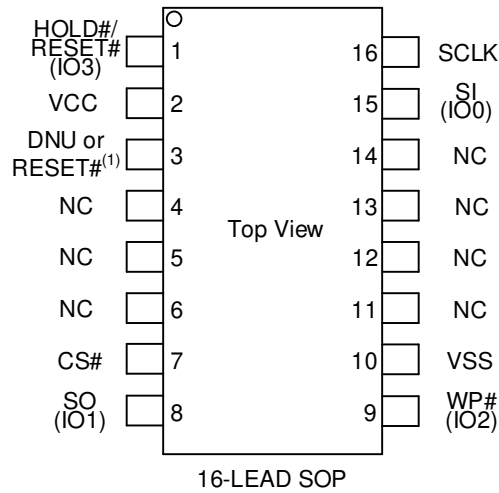 HOLD#/
RESET#
(IO3)
1
16
SCLK
VCC
2
15
SI
(IO0)
DNU or
RESET#(1)
3
14
NC
NC
4
13
NC
Top View
NC
5
12
NC
NC
6
11
NC
CS#
7
10
VSS
SO
(IO1)
8
9
WP#
(IO2)
16-LEAD SOP